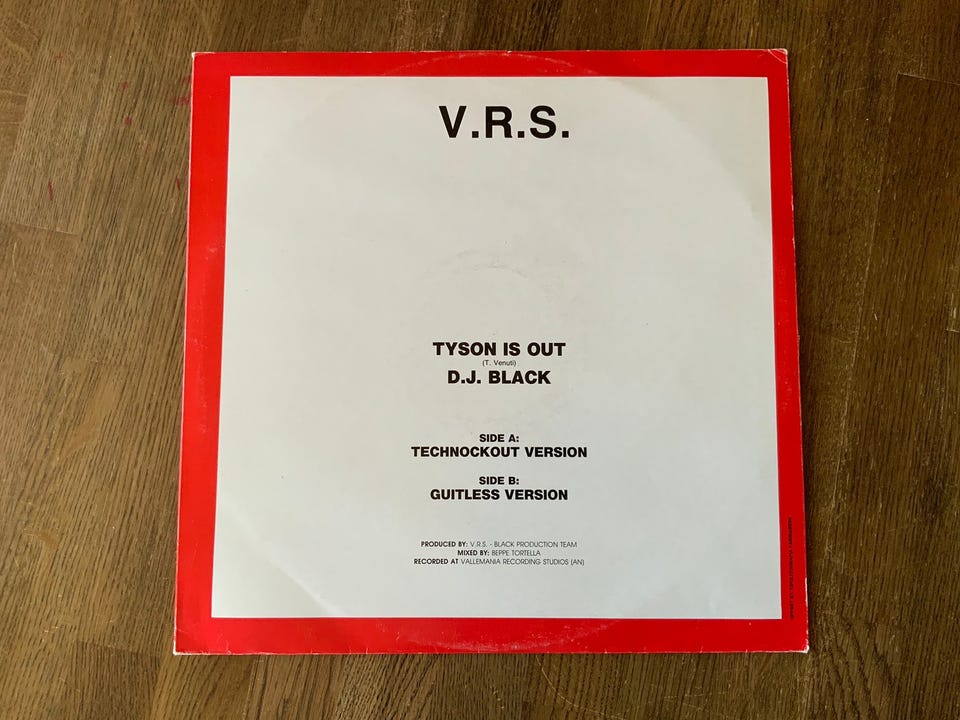 V.R.S.
TYSON IS OUT
(T. Venuti)
D.J. BLACK
SIDE A:
TECHNOCKOUT VERSION
SIDE B:
GUITLESS VERSION
PRODUCED BY: V.R.S. - BLACK PRODUCTION TEAM
MIXED BY: BEPPE TORTELLA
RECORDED AT VALLEMANIA RECORDING STUDIOS (AN)